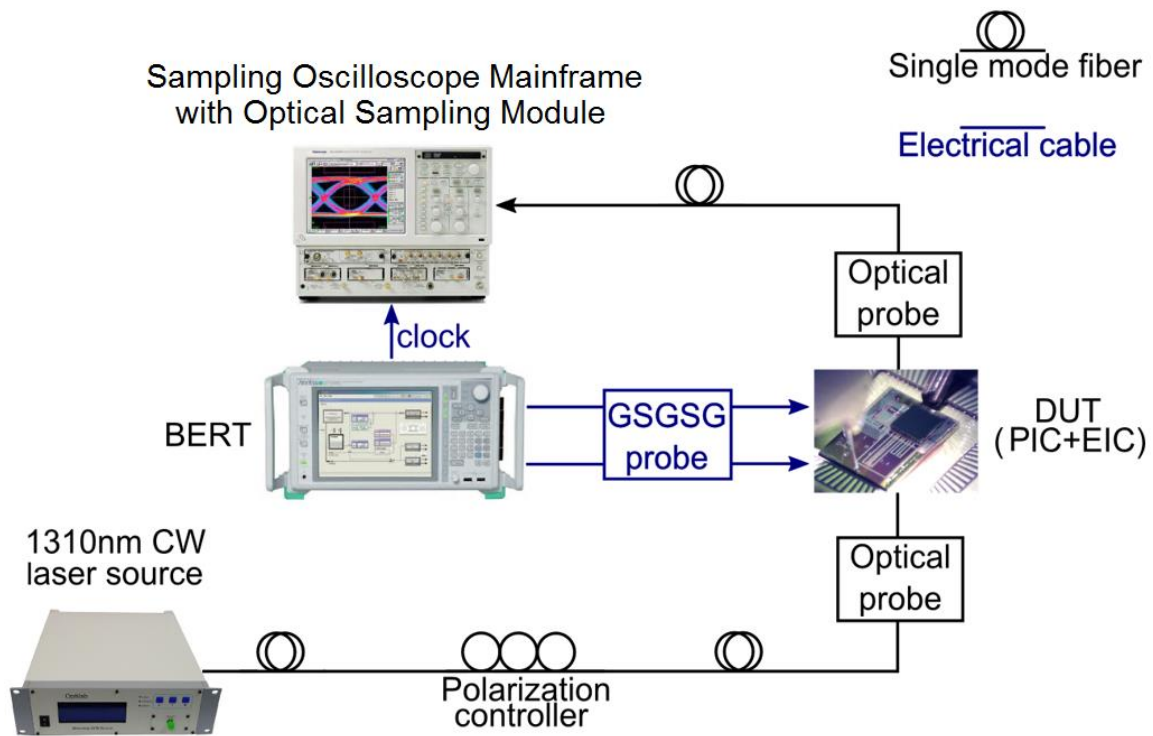 Sampling Oscilloscope Mainframe
with Optical Sampling Module
Single mode fiber
Electrical cable
clock
BERT
GSGSG
probe
Optical
probe
DUT
(PIC+EIC)
Optical
probe
1310nm CW
laser source
Polarization
controller